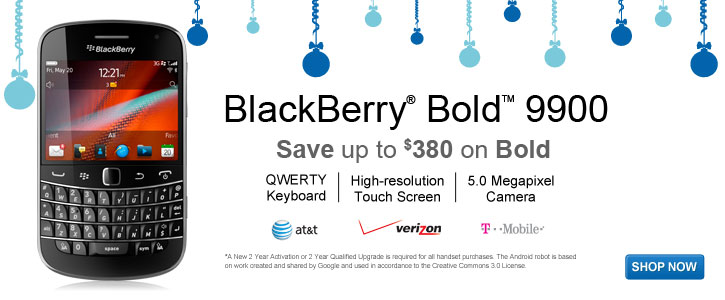 BlackBerry
Fri, May 20
12:21
3G
All
BlackBerry® Bold™ 9900
Save up to $380 on Bold
QWERTY
Keyboard
High-resolution
Touch Screen
5.0 Megapixel
Camera
at&t
verizon
T··Mobile·
*A New 2 Year Activation or 2 Year Qualified Upgrade is required for all handset purchases. The Android robot is based
on work created and shared by Google and used in accordance to the Creative Commons 3.0 License.
SHOP NOW